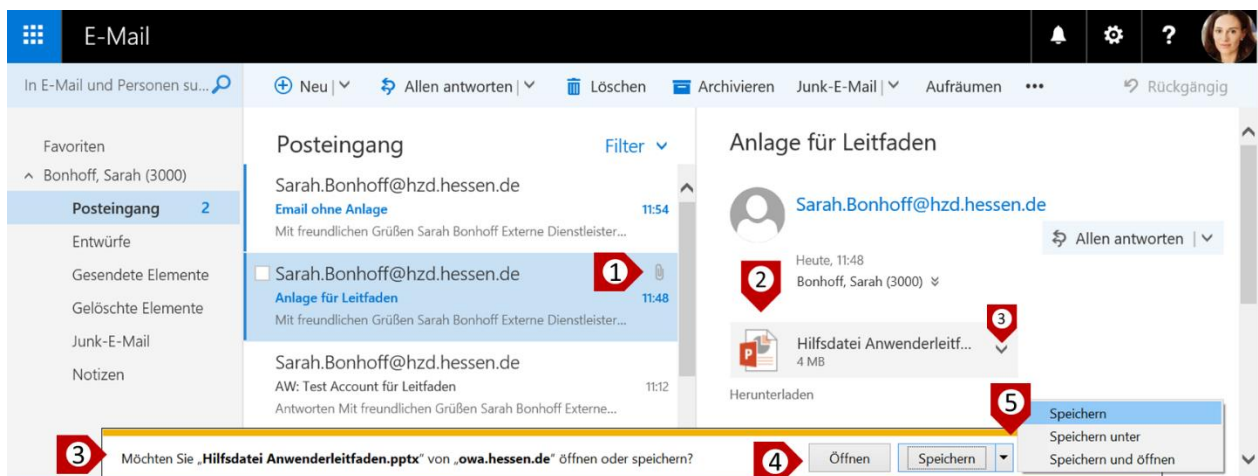 E-Mail
?
In E-Mail und Personen su...
Neu
Allen antworten
Löschen
Archivieren
Junk-E-Mail
Aufräumen
•••
Rückgängig
Favoriten
Bonhoff, Sarah (3000)
Posteingang 2
Entwürfe
Gesendete Elemente
Gelöschte Elemente
Junk-E-Mail
Notizen
Posteingang
Filter
Sarah.Bonhoff@hzd.hessen.de
Email ohne Anlage 11:54
Mit freundlichen Grüßen Sarah Bonhoff Externe Dienstleister...
Sarah.Bonhoff@hzd.hessen.de 1
Anlage für Leitfaden 11:48
Mit freundlichen Grüßen Sarah Bonhoff Externe Dienstleister...
Sarah.Bonhoff@hzd.hessen.de
AW: Test Account für Leitfaden 11:12
Antworten Mit freundlichen Grüßen Sarah Bonhoff Externe...
Anlage für Leitfaden
Sarah.Bonhoff@hzd.hessen.de
Allen antworten
Heute, 11:48
2
Bonhoff, Sarah (3000)
3
Hilfsdatei Anwenderleitf...
4 MB
Herunterladen
5
Speichern
Speichern unter
Speichern und öffnen
3
Möchten Sie „Hilfsdatei Anwenderleitfaden.pptx“ von „owa.hessen.de“ öffnen oder speichern?
4
Öffnen
Speichern